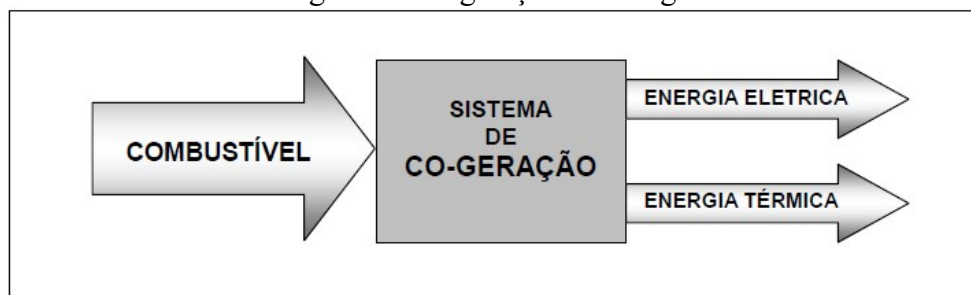 COMBUSTÍVEL
SISTEMA
DE
CO-GERAÇÃO
ENERGIA ELETRICA
ENERGIA TÉRMICA